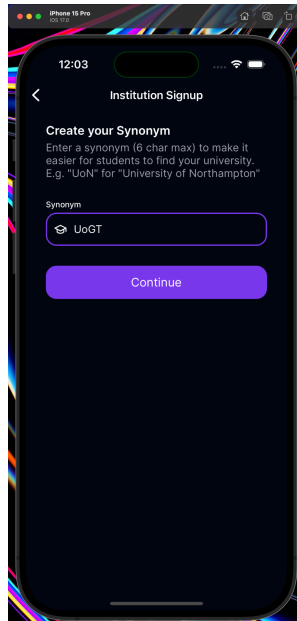 iPhone 15 Pro
iOS 17.0
12:03
Institution Signup
Create your Synonym
Enter a synonym (6 char max) to make it
easier for students to find your university.
E.g. "UoN" for "University of Northampton"
Synonym
UoGT
Continue